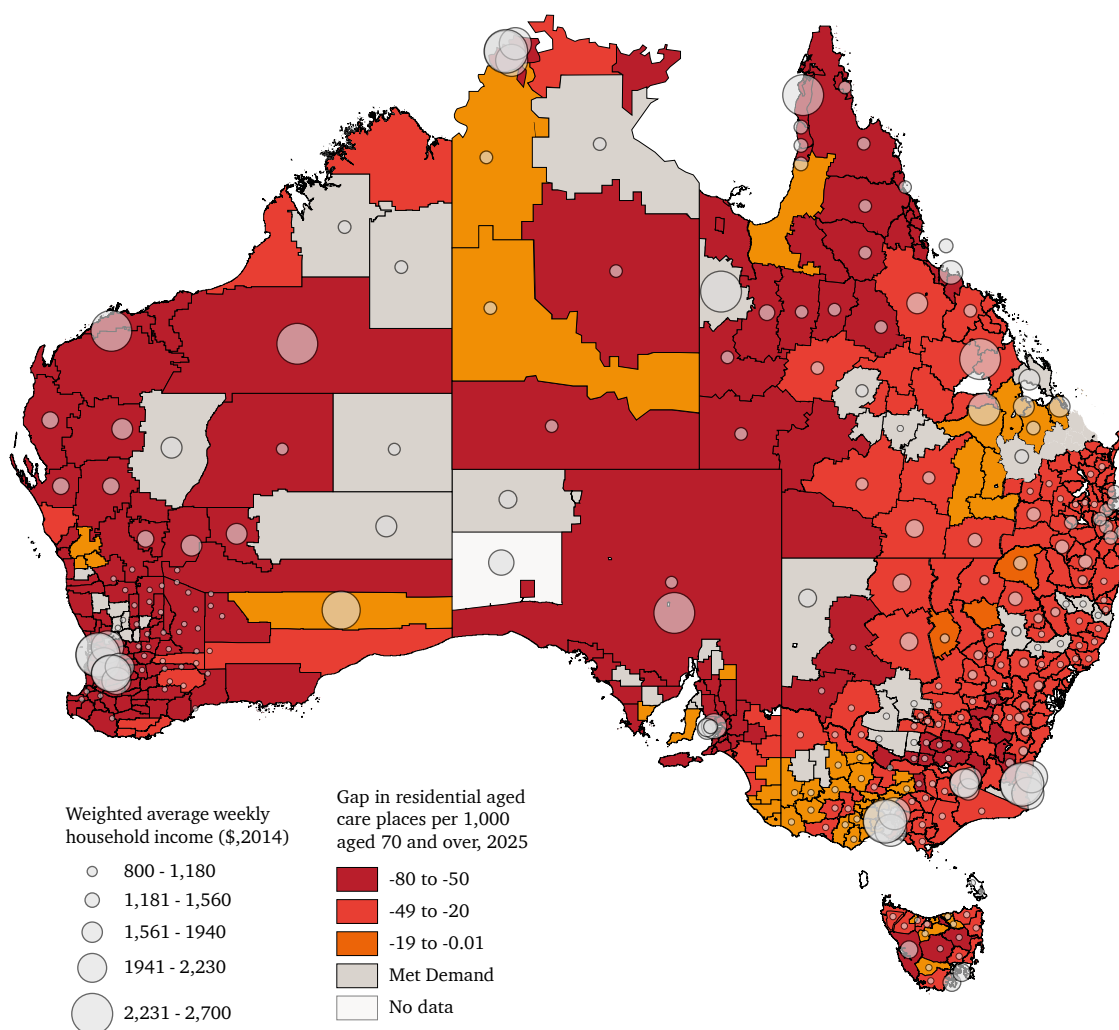 Weighted average weekly
household income ($,2014)
800 - 1,180
1,181 - 1,560
1,561 - 1940
1941 - 2,230
2,231 - 2,700
Gap in residential aged
care places per 1,000
aged 70 and over, 2025
-80 to -50
-49 to -20
-19 to -0.01
Met Demand
No data